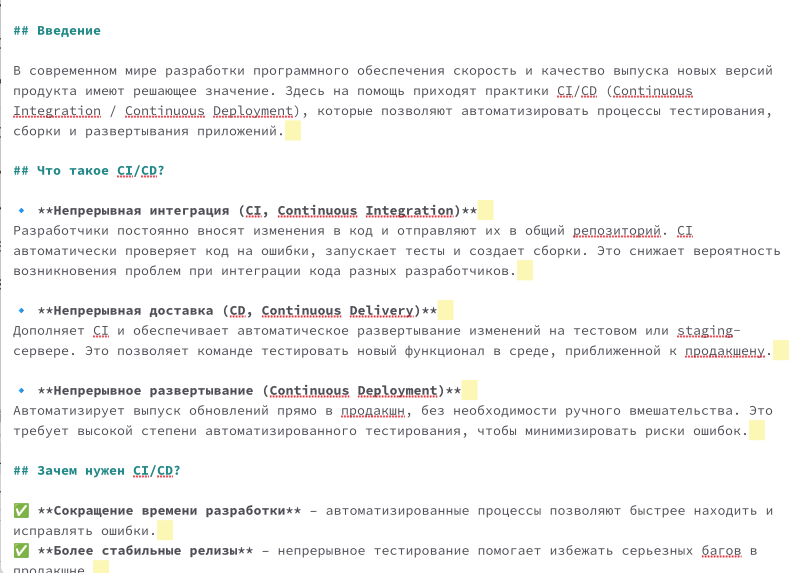 ## Введение
В современном мире разработки программного обеспечения скорость и качество выпуска новых версий
продукта имеют решающее значение. Здесь на помощь приходят практики CI/CD (Continuous
Integration / Continuous Deployment), которые позволяют автоматизировать процессы тестирования,
сборки и развертывания приложений.
## Что такое CI/CD?
🔹 **Непрерывная интеграция (CI, Continuous Integration)**
Разработчики постоянно вносят изменения в код и отправляют их в общий репозиторий. CI
автоматически проверяет код на ошибки, запускает тесты и создает сборки. Это снижает вероятность
возникновения проблем при интеграции кода разных разработчиков.
🔹 **Непрерывная доставка (CD, Continuous Delivery)**
Дополняет CI и обеспечивает автоматическое развертывание изменений на тестовом или staging-
сервере. Это позволяет команде тестировать новый функционал в среде, приближенной к продакшену.
🔹 **Непрерывное развертывание (Continuous Deployment)**
Автоматизирует выпуск обновлений прямо в продакшн, без необходимости ручного вмешательства. Это
требует высокой степени автоматизированного тестирования, чтобы минимизировать риски ошибок.
## Зачем нужен CI/CD?
✅ **Сокращение времени разработки** – автоматизированные процессы позволяют быстрее находить и
исправлять ошибки.
✅ **Более стабильные релизы** – непрерывное тестирование помогает избежать серьезных багов в
продакшне.